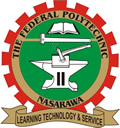 THE FEDERAL POLYTECHNIC
NASARAWA
LEARNING TECHNOLOGY & SERVICE